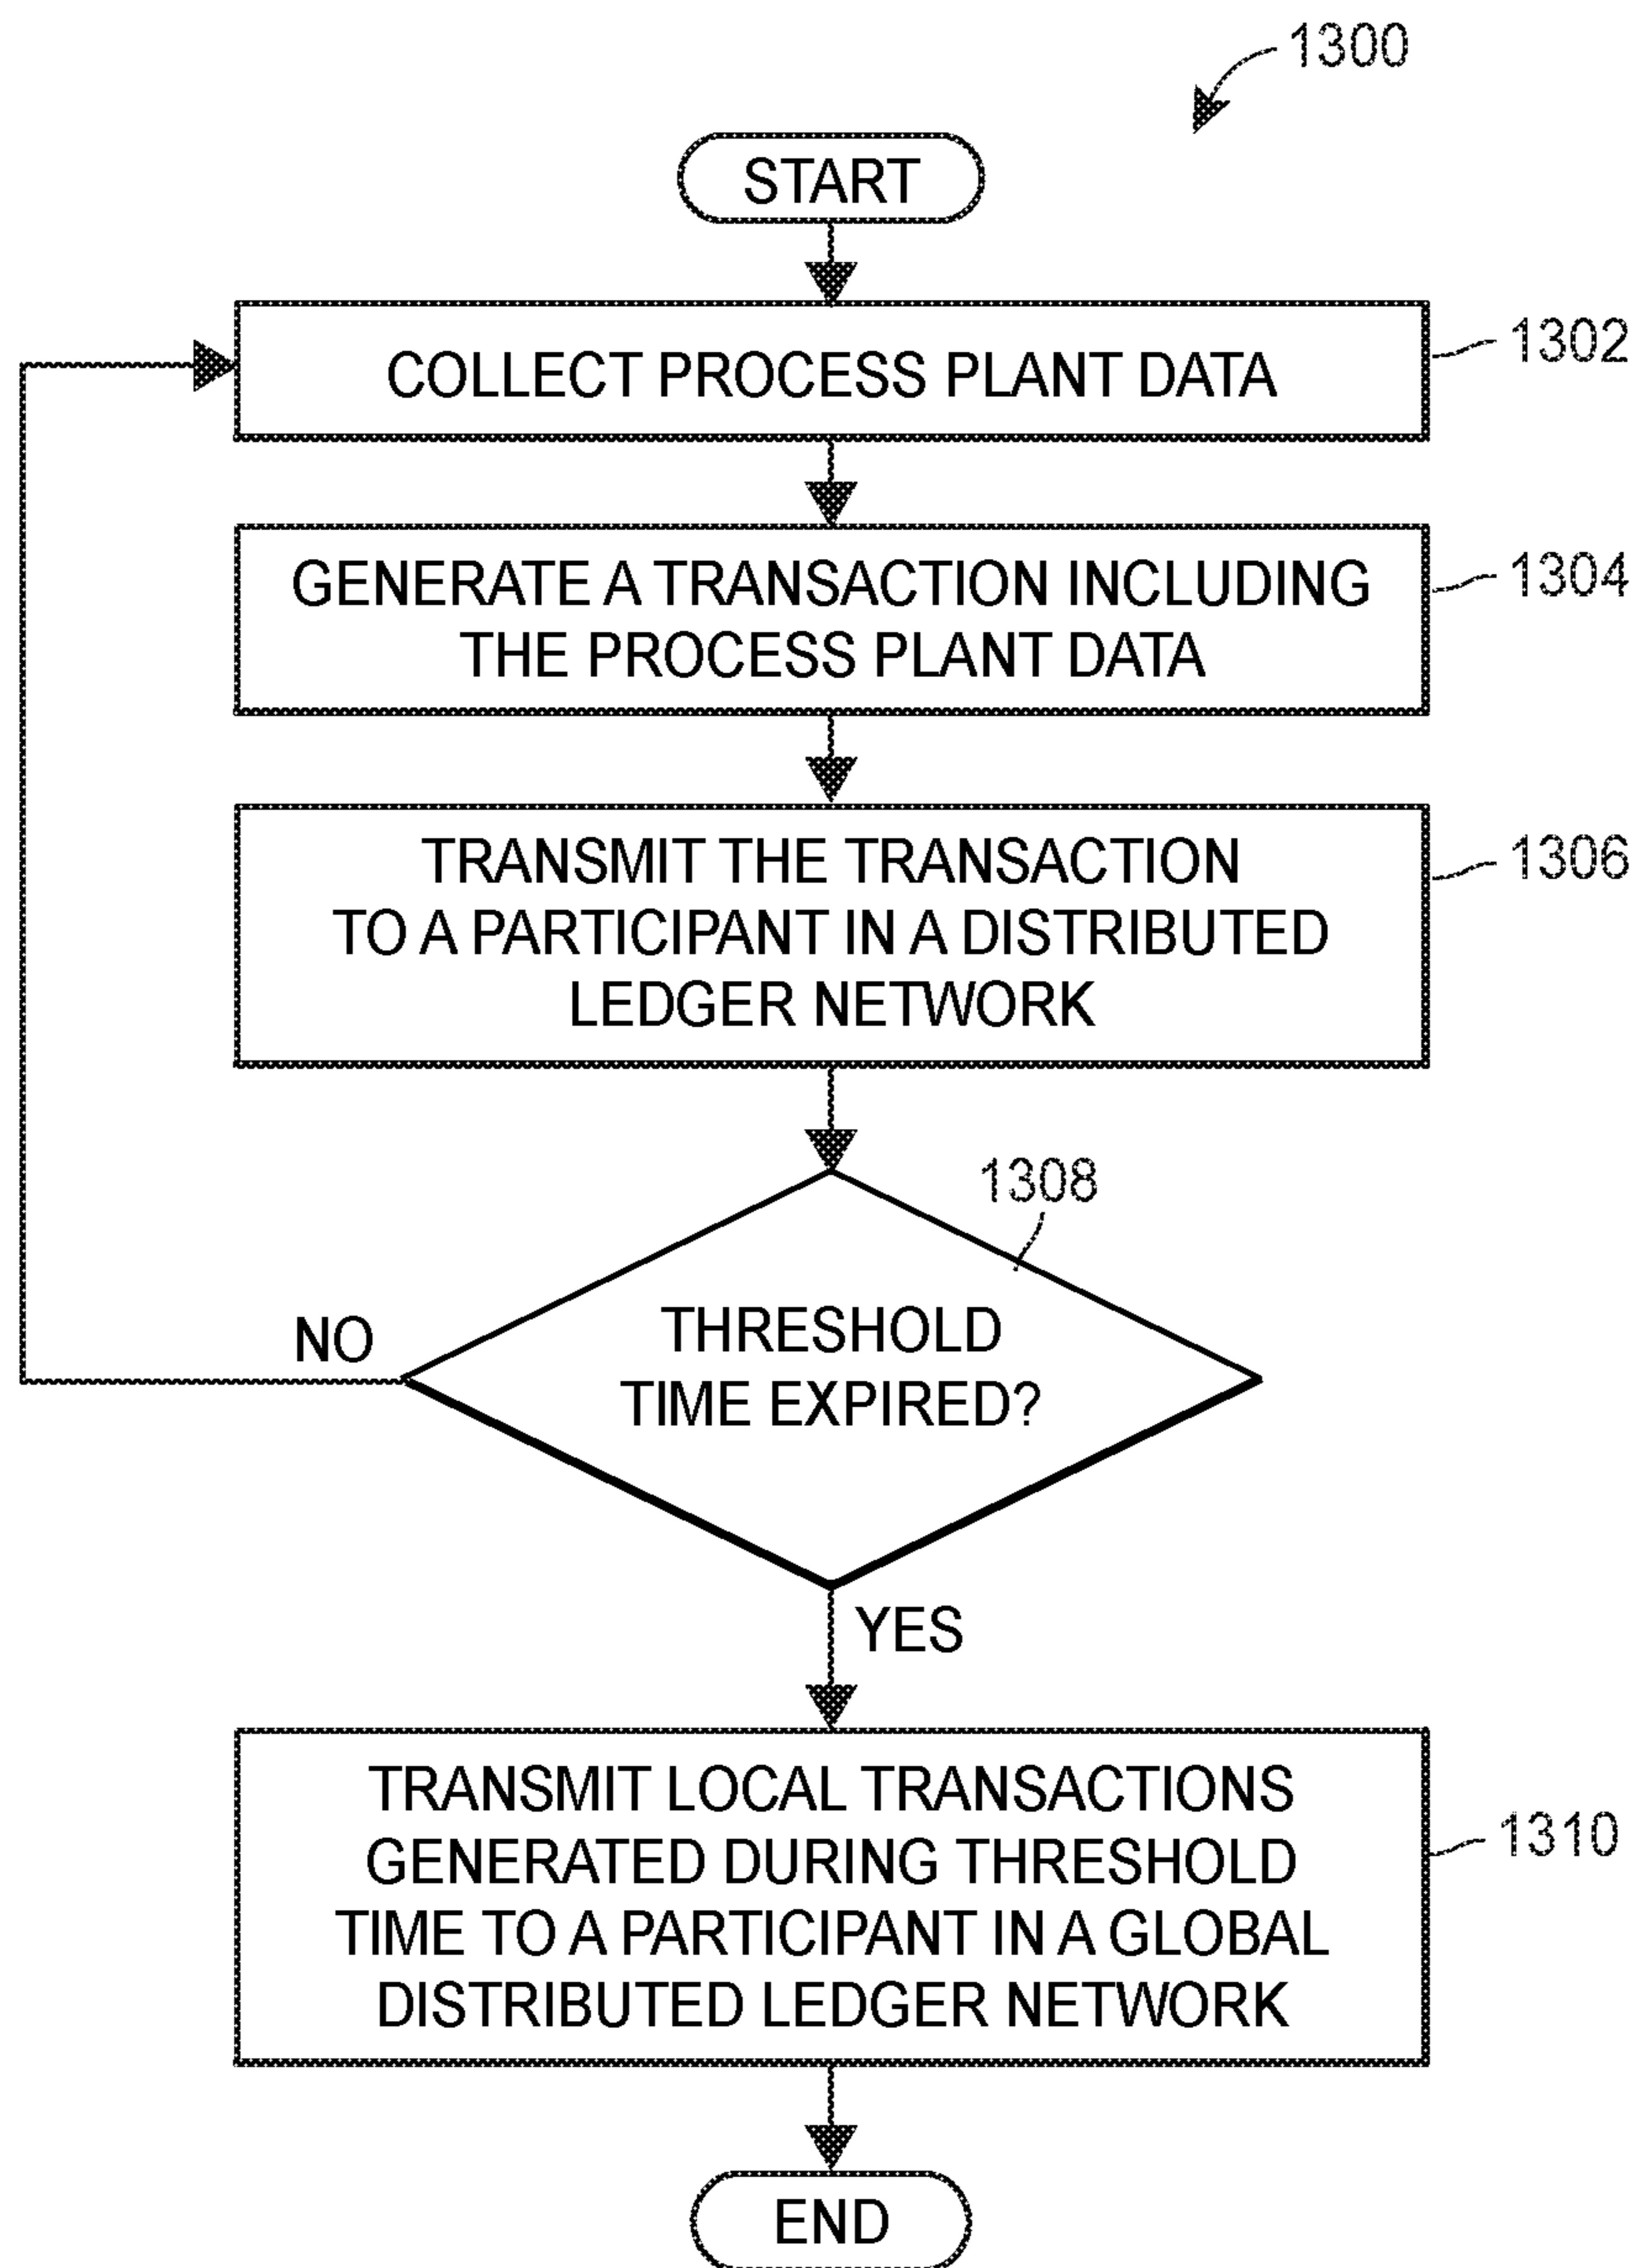 1300
START
COLLECT PROCESS PLANT DATA
1302
GENERATE A TRANSACTION INCLUDING
THE PROCESS PLANT DATA
1304
TRANSMIT THE TRANSACTION
TO A PARTICIPANT IN A DISTRIBUTED
LEDGER NETWORK
1306
1308
THRESHOLD
TIME EXPIRED?
NO
YES
TRANSMIT LOCAL TRANSACTIONS
GENERATED DURING THRESHOLD
TIME TO A PARTICIPANT IN A GLOBAL
DISTRIBUTED LEDGER NETWORK
1310
END